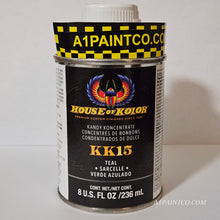 A1PAINTCO.CO
HOUSE OF KOLOR
PREMIUM CUSTOM FINISHES SINCE 1956
KANDY KONCENTRATE
CONCENTRÉS DE BONBONS
CONCENTRADOS DE DULCE
KK15
TEAL
• SARCELLE •
VERDE AZULADO
CONT. NET/NET CONT.
8 U.S. FL OZ/236 mL
A1PAINTCO.COM